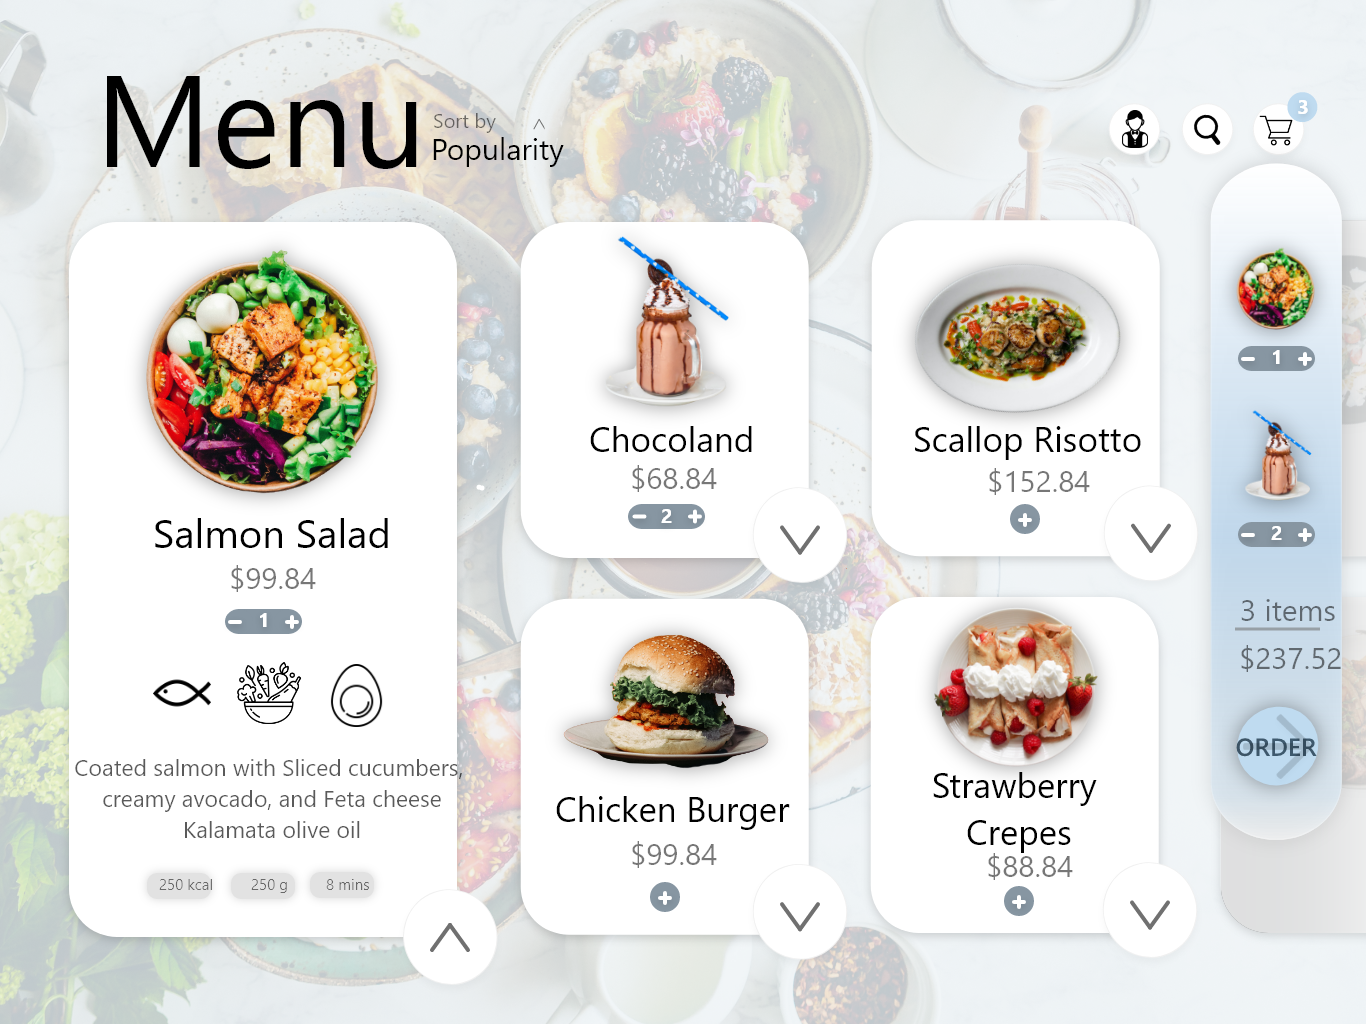 Menu
Sort by
Popularity
3
Salmon Salad
$99.84
1
Coated salmon with Sliced cucumbers,
creamy avocado, and Feta cheese
Kalamata olive oil
250 kcal
250 g
8 mins
Chocoland
$68.84
2
Scallop Risotto
$152.84
Chicken Burger
$99.84
Strawberry
Crepes
$88.84
1
2
3 items
$237.52
ORDER